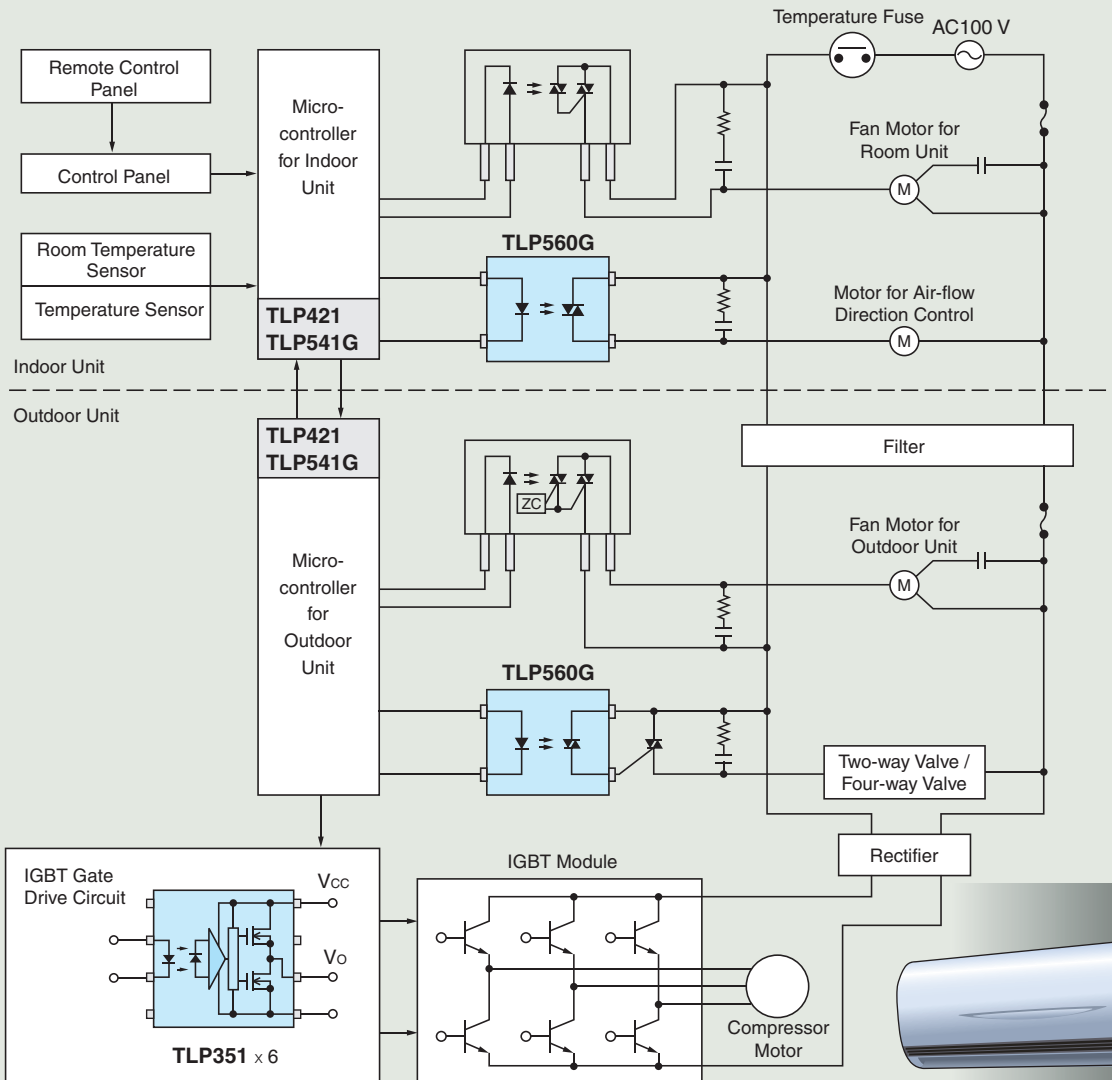 Temperature Fuse
AC100 V
Remote Control
Panel
Control Panel
Micro-
controller
for Indoor
Unit
Fan Motor for
Room Unit
M
Room Temperature
Sensor
Temperature Sensor
TLP421
TLP541G
TLP560G
Motor for Air-flow
Direction Control
M
Indoor Unit
Outdoor Unit
TLP421
TLP541G
Filter
ZC
Micro-
controller
for
Outdoor
Unit
Fan Motor for
Outdoor Unit
M
TLP560G
Two-way Valve /
Four-way Valve
Rectifier
IGBT Gate
Drive Circuit
VCC
VO
TLP351 x 6
IGBT Module
Compressor
Motor